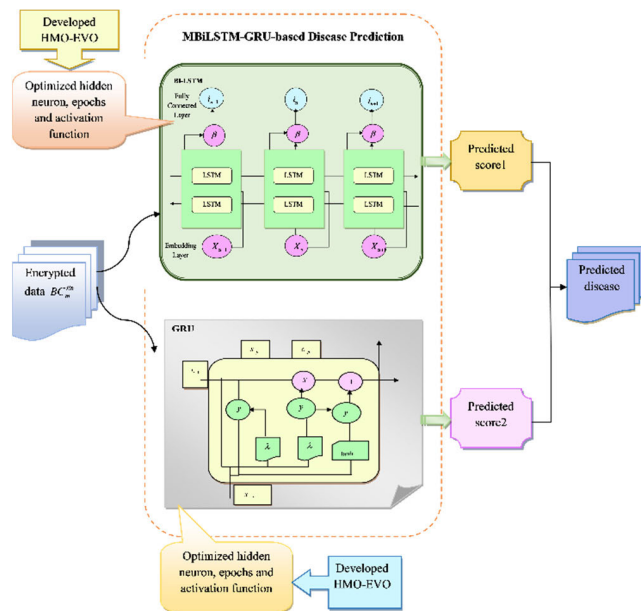 Developed
HMO-EVO
MBiLSTM-GRU-based Disease Prediction
Optimized hidden
neuron, epochs
and activation
function
BI-LSTM
Fully
Connected
Layer
β
β
β
LSTM
LSTM
LSTM
LSTM
LSTM
LSTM
Embedding
Layer
Predicted
score1
Encrypted
data
Predicted
disease
GRU
x
y
y
y
λ
λ
tanh
Predicted
score2
Optimized hidden
neuron, epochs and
activation function
Developed
HMO-EVO